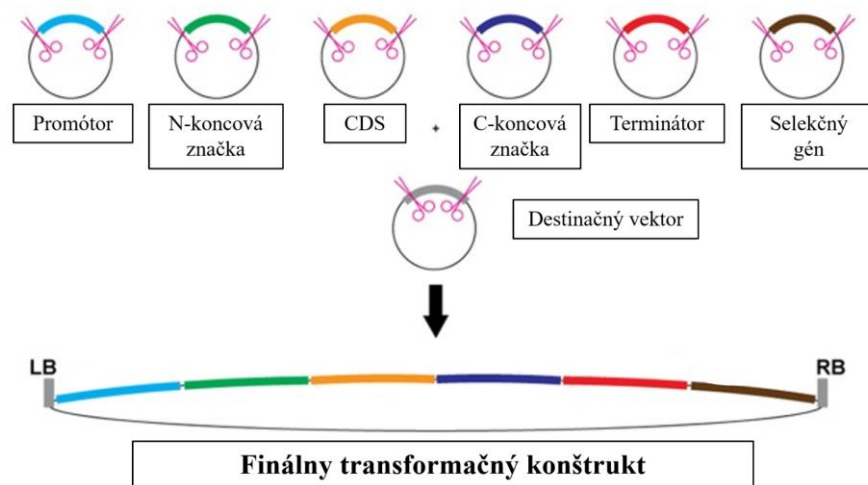 Promótor
N-koncová
značka
CDS
+
C-koncová
značka
Terminátor
Selekčný
gén
Destinačný vektor
LB
RB
Finálny transformačný konštrukt